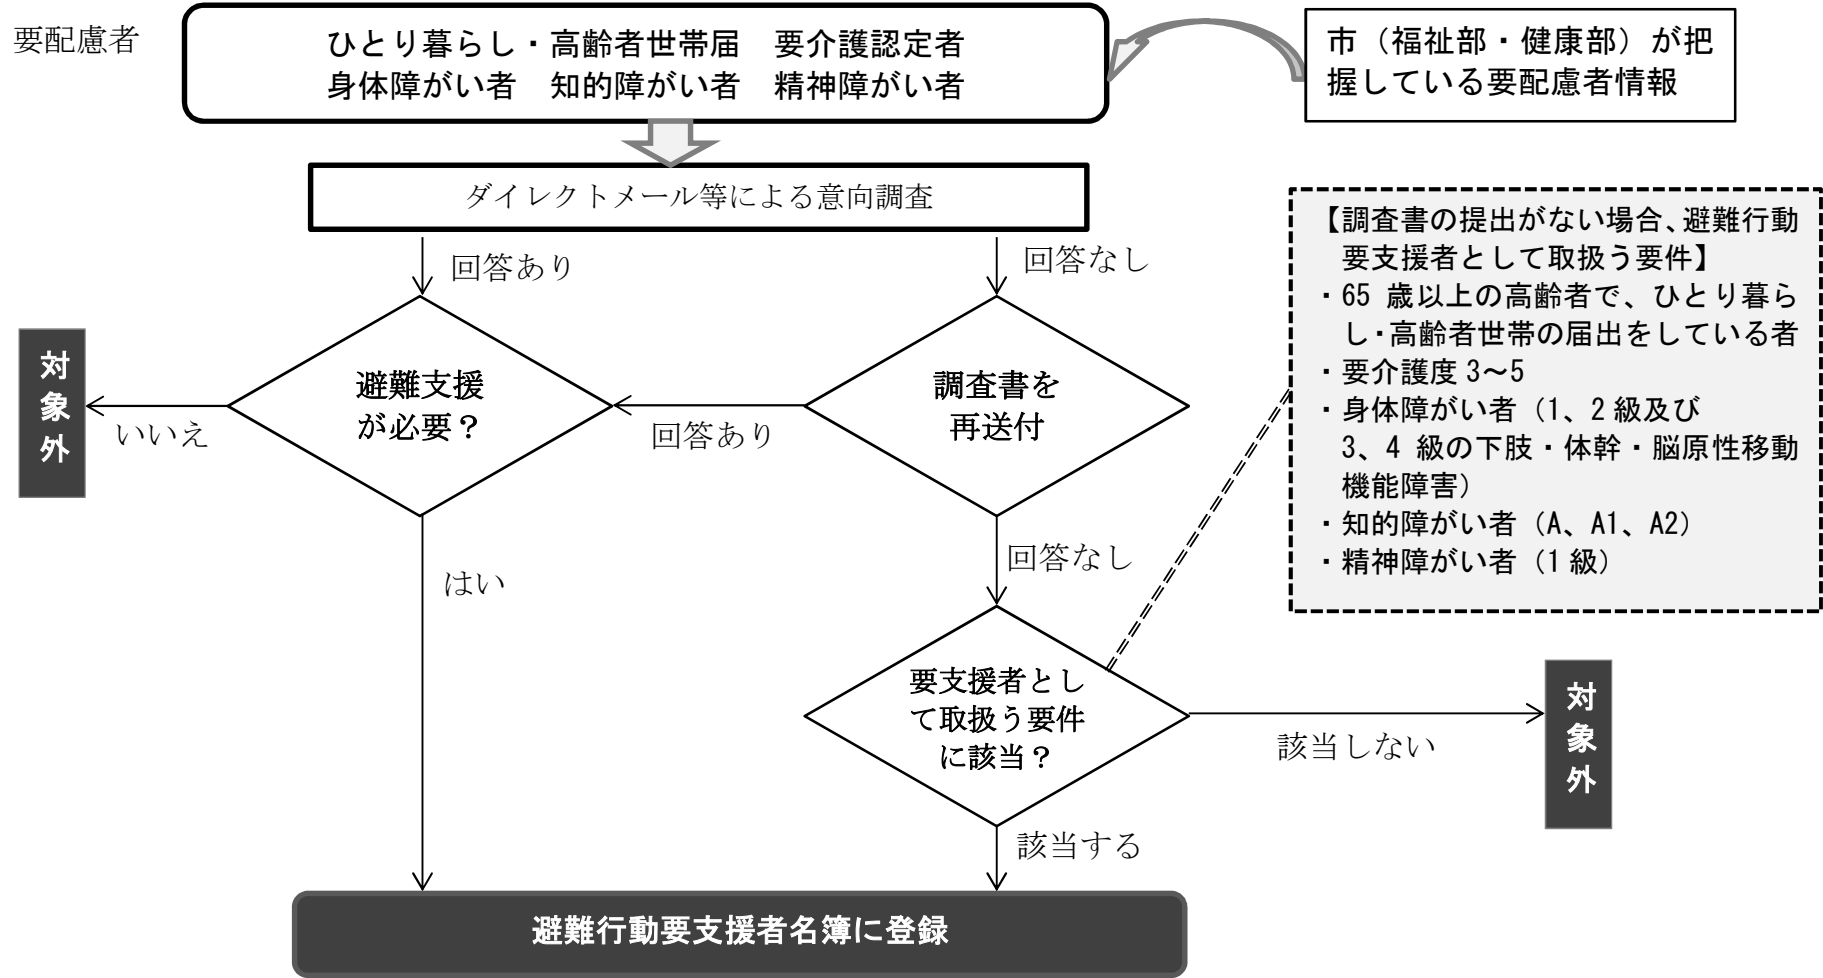 要配慮者
ひとり暮らし・高齢者世帯届　要介護認定者
身体障がい者　知的障がい者　精神障がい者
市（福祉部・健康部）が把
握している要配慮者情報
ダイレクトメール等による意向調査
回答あり
回答なし
【調査書の提出がない場合、避難行動
要支援者として取扱う要件】
・65 歳以上の高齢者で、ひとり暮ら
し・高齢者世帯の届出をしている者
・要介護度 3～5
・身体障がい者（1、2 級及び
3、4 級の下肢・体幹・脳原性移動
機能障害）
・知的障がい者（A、A1、A2）
・精神障がい者（1 級）
対
象
外
いいえ
避難支援
が必要？
回答あり
調査書を
再送付
はい
回答なし
要支援者とし
て取扱う要件
に該当？
該当しない
対
象
外
該当する
避難行動要支援者名簿に登録